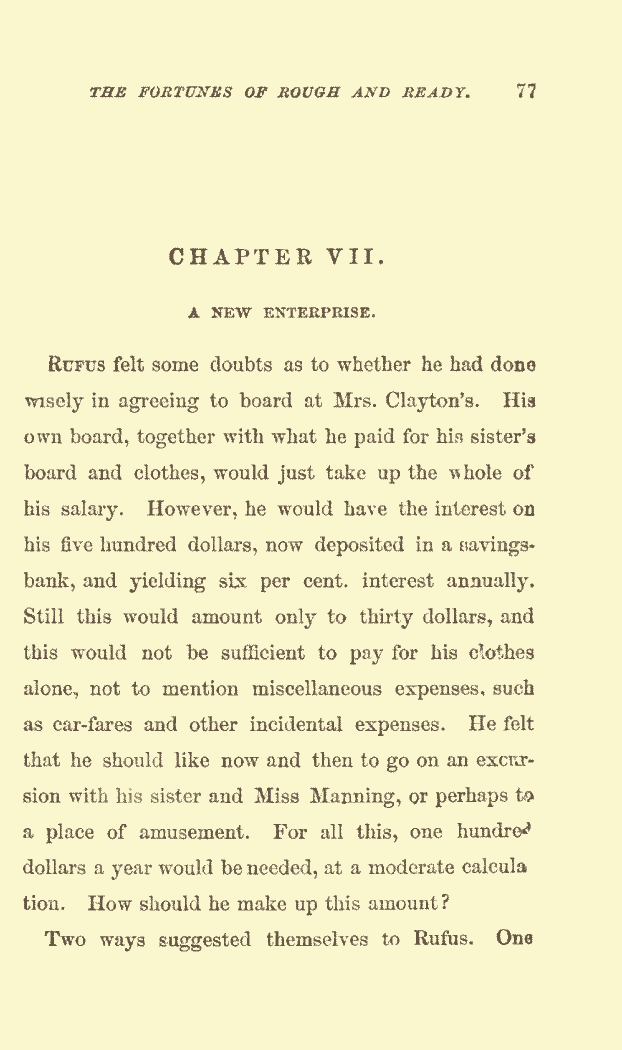 THE FORTUNES OF ROUGH AND READY. 77
CHAPTER VII.
A NEW ENTERPRISE.
RUFUS felt some doubts as to whether he had done
wisely in agreeing to board at Mrs. Clayton's. His
own board, together with what he paid for his sister's
board and clothes, would just take up the whole of
his salary. However, he would have the interest on
his five hundred dollars, now deposited in a savings-
bank, and yielding six per cent. interest annually.
Still this would amount only to thirty dollars, and
this would not be sufficient to pay for his clothes
alone, not to mention miscellaneous expenses, such
as car-fares and other incidental expenses. He felt
that he should like now and then to go on an excur-
sion with his sister and Miss Manning, or perhaps to
a place of amusement. For all this, one hundred
dollars a year would be needed, at a moderate calcula
tion. How should he make up this amount?
Two ways suggested themselves to Rufus. One